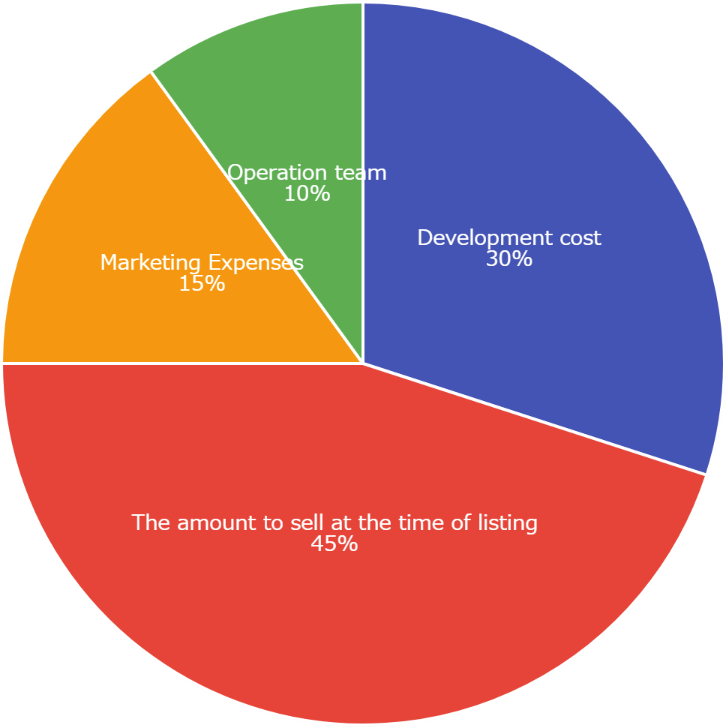 Operation team
10%
Development cost
30%
Marketing Expenses
15%
The amount to sell at the time of listing
45%